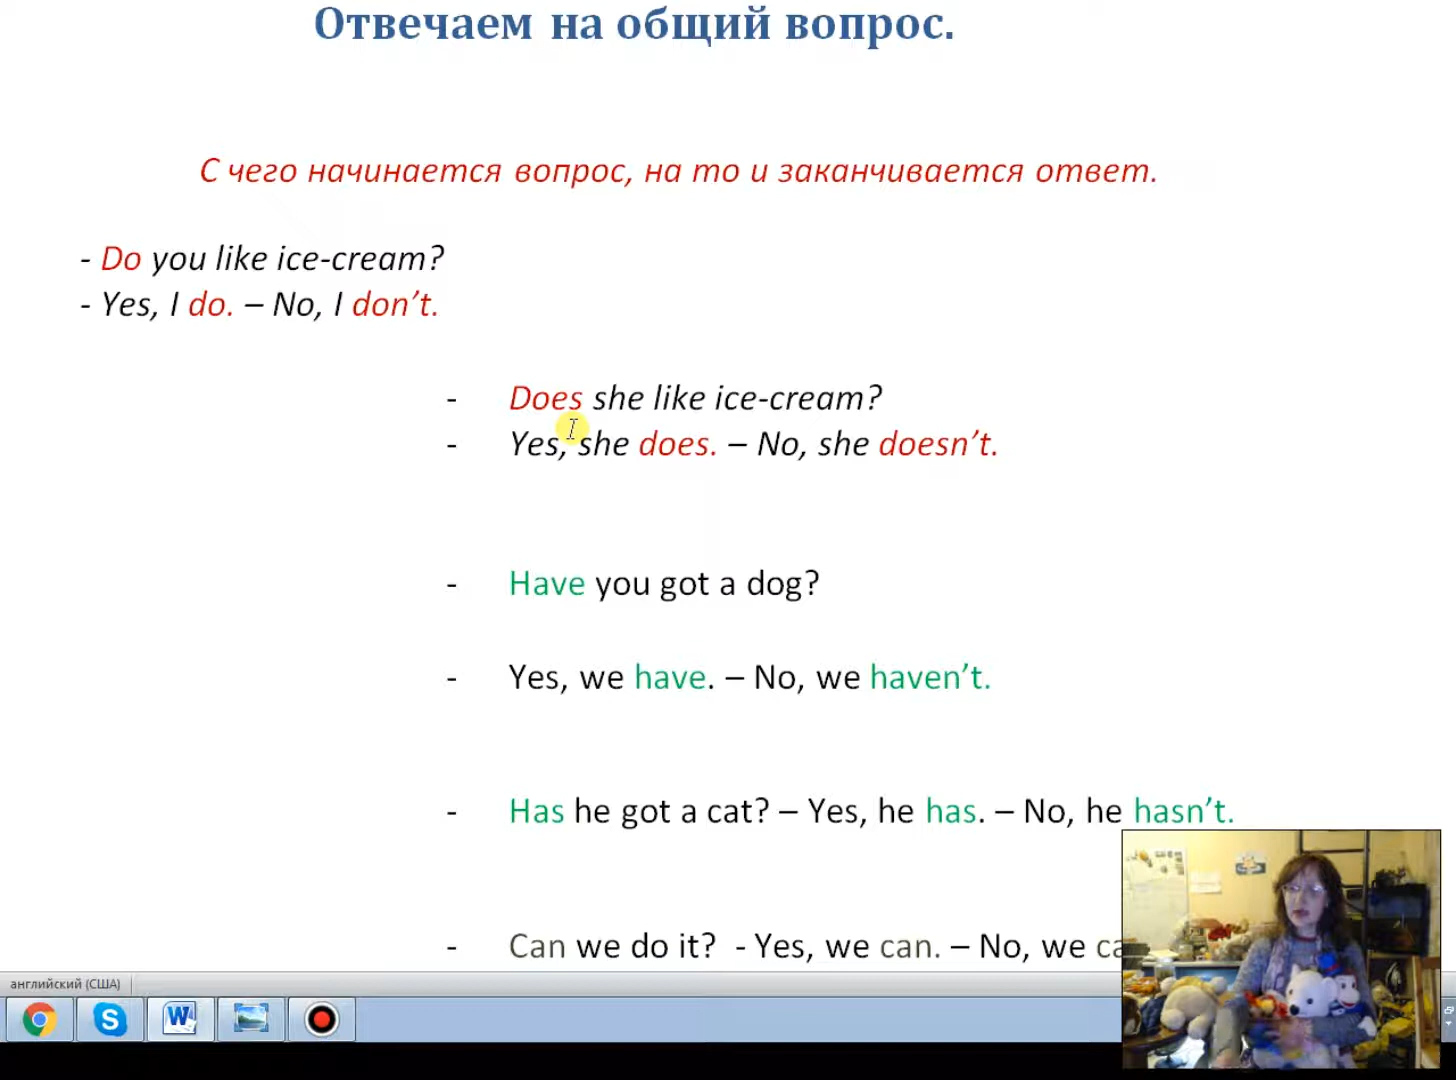 Отвечаем на общий вопрос.
С чего начинается вопрос, на то и заканчивается ответ.
- Do you like ice-cream?
- Yes, I do. – No, I don’t.
- Does she like ice-cream?
- Yes, she does. – No, she doesn’t.
- Have you got a dog?
- Yes, we have. – No, we haven’t.
- Has he got a cat? – Yes, he has. – No, he hasn’t.
- Can we do it? - Yes, we can. – No, we
английский (США)